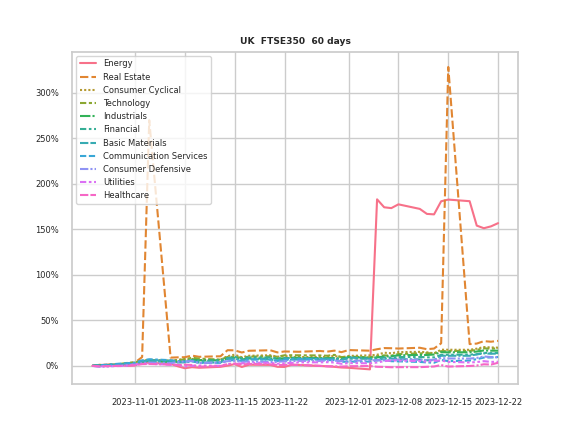 UK FTSE350 60 days
Energy
Real Estate
Consumer Cyclical
Technology
Industrials
Financial
Basic Materials
Communication Services
Consumer Defensive
Utilities
Healthcare
300%
250%
200%
150%
100%
50%
0%
2023-11-01 2023-11-08 2023-11-15 2023-11-22 2023-12-01 2023-12-08 2023-12-15 2023-12-22